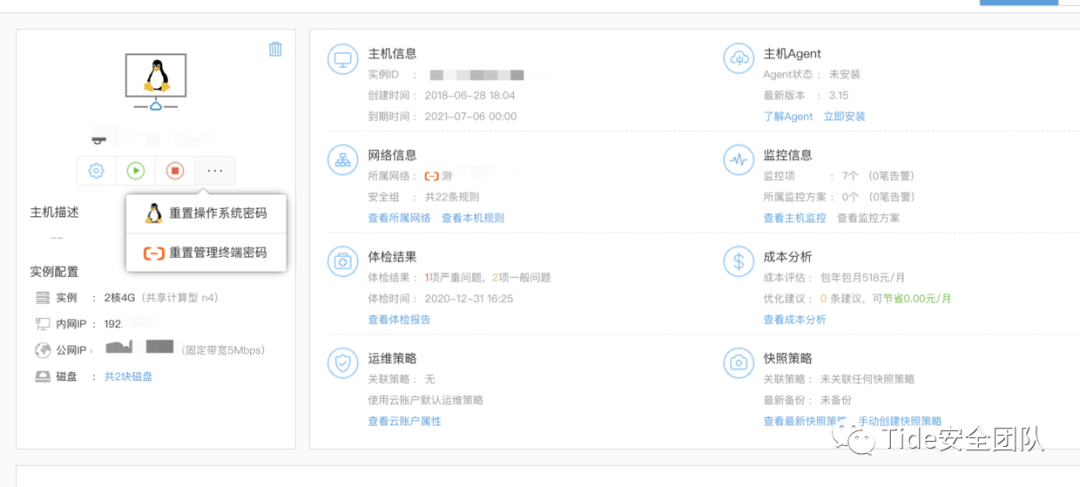 重置操作系统密码
重置管理终端密码
主机描述
––
实例配置
实例 : 2核4G (共享计算型 n4)
内网IP : 192.
公网IP : (固定带宽5Mbps)
磁盘 : 共2块磁盘
主机信息
实例ID :
创建时间 : 2018-06-28 18:04
到期时间 : 2021-07-06 00:00
网络信息
所属网络 : 测
安全组 : 共22条规则
查看所属网络 查看本机规则
体检结果
体检结果 : 1项严重问题, 2项一般问题
体检时间 : 2020-12-31 16:25
查看体检报告
运维策略
关联策略 : 无
使用云账户默认运维策略
查看云账户属性
主机Agent
Agent状态 : 未安装
最新版本 : 3.15
了解Agent 立即安装
监控信息
监控项 : 7个 (0笔告警)
所属监控方案 : 0个 (0笔告警)
查看主机监控 查看监控方案
成本分析
成本评估 : 包年包月518元/月
优化建议 : 0 条建议, 可节省0.00元/月
查看成本分析
快照策略
关联策略 : 未关联任何快照策略
最新备份 : 未备份
查看最新快照策略 手动创建快照策略
Tide安全团队